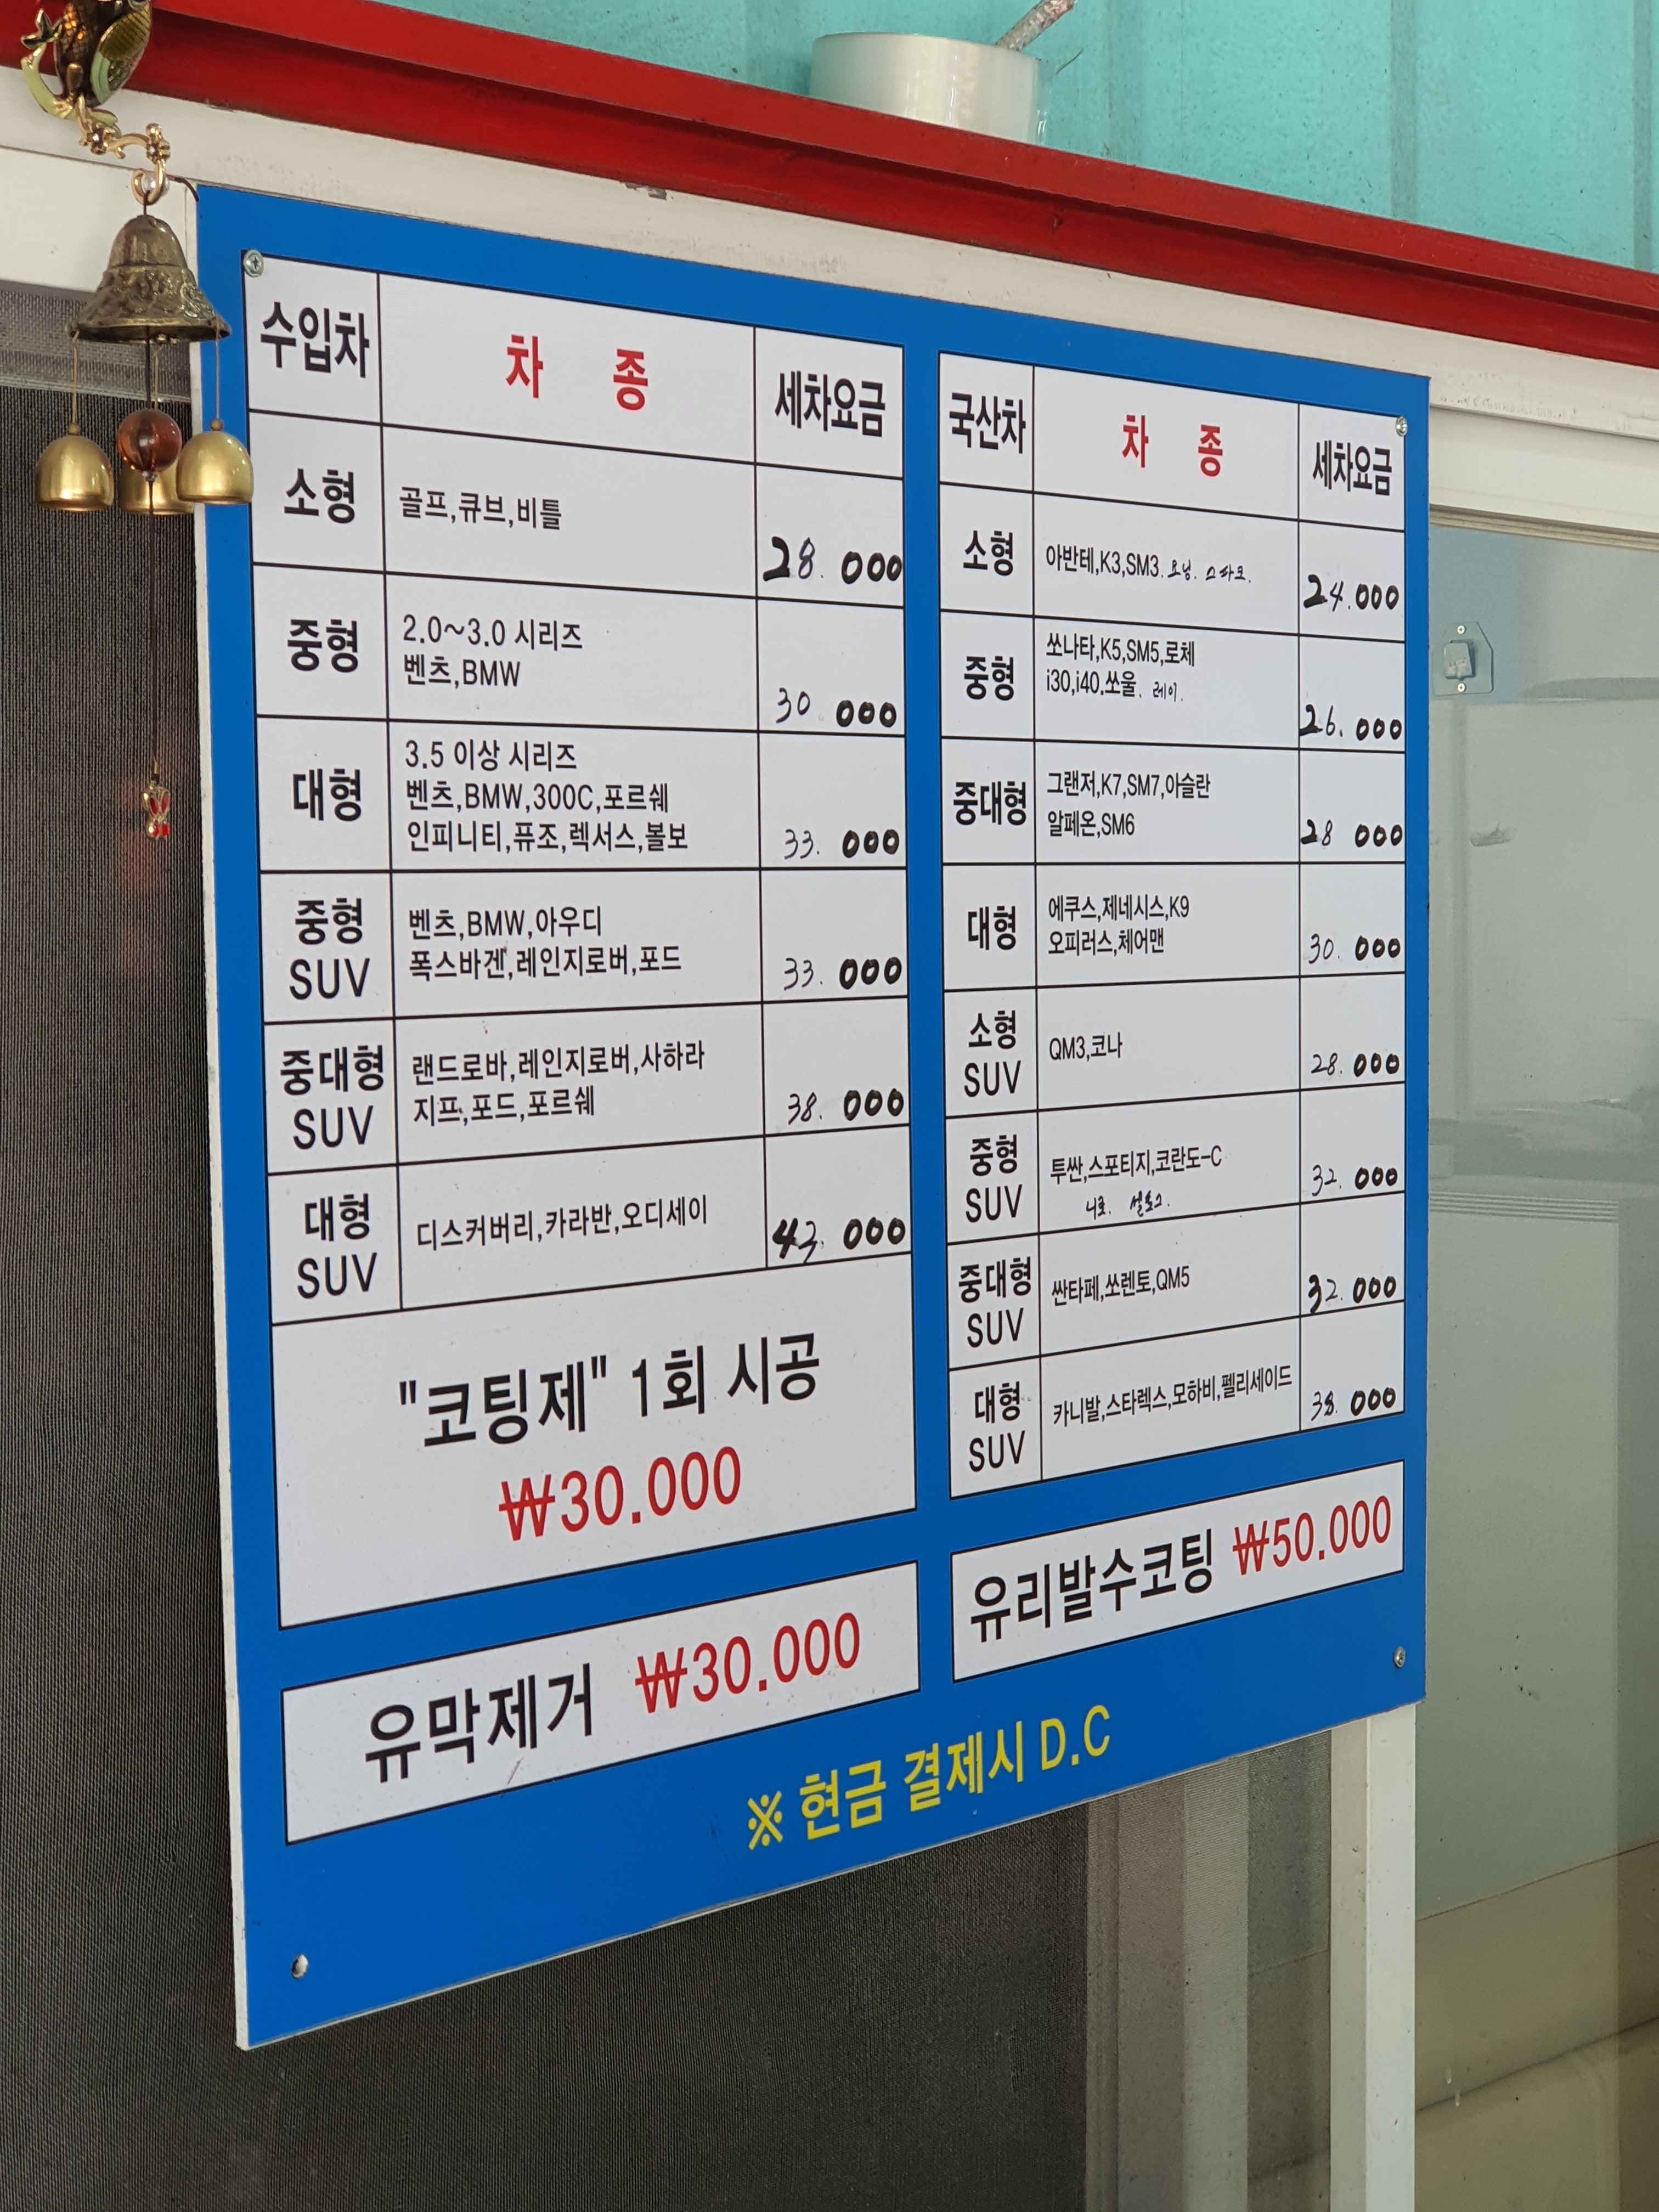 수입차 차 종 세차요금
소형 골프,큐브,비틀 28.000
중형 2.0~3.0 시리즈
벤츠,BMW 30 000
대형 3.5 이상 시리즈
벤츠,BMW,300C,포르쉐
인피니티,퓨조,렉서스,볼보 33.000
중형
SUV 벤츠,BMW,아우디
폭스바겐,레인지로버,포드 33.000
중대형
SUV 랜드로바,레인지로버,사하라
지프,포드,포르쉐 38.000
대형
SUV 디스커버리,카라반,오디세이 000
"코팅제" 1회 시공
₩30.000
유막제거 ₩30.000
국산차 차 종 세차요금
소형 아반테,K3,SM3.모닝.스파크. 24.000
중형 쏘나타,K5,SM5,로체
i30,i40.쏘울. 레이. 26.000
중대형 그랜저,K7,SM7,아슬란
알페온,SM6 28 000
대형 에쿠스,제네시스,K9
오피러스,체어맨 30.000
소형
SUV QM3,코나 28.000
중형
SUV 투싼,스포티지,코란도-C
니로. 셀토스. 32.000
중대형
SUV 싼타페,쏘렌토,QM5 32.000
대형
SUV 카니발,스타렉스,모하비,펠리세이드 38.000
유리발수코팅 ₩50.000
※ 현금 결제시 D.C